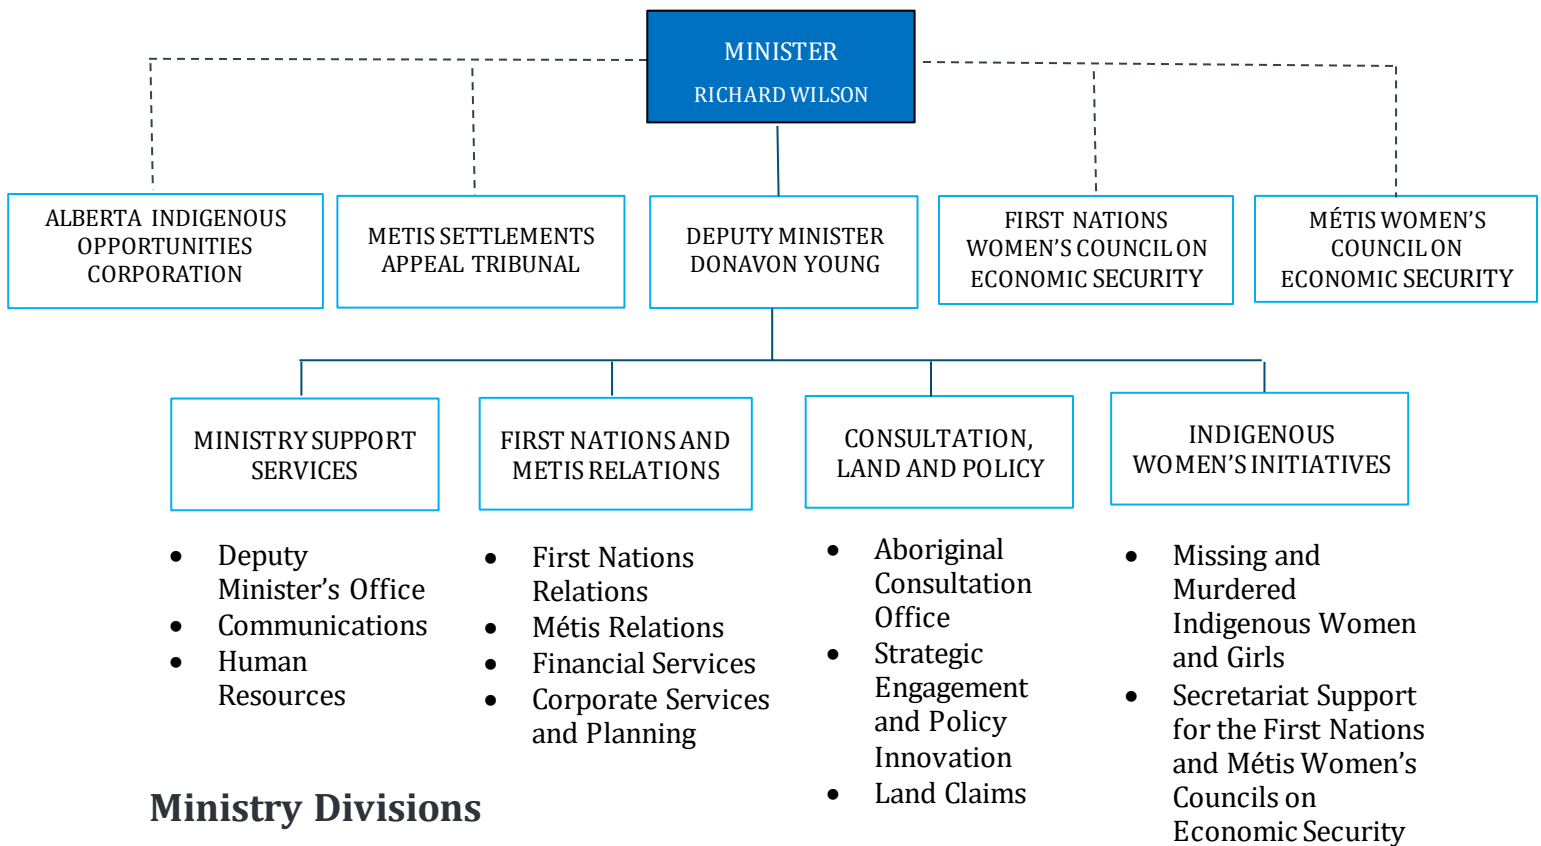 MINISTER
RICHARD WILSON
ALBERTA INDIGENOUS
OPPORTUNITIES
CORPORATION
METIS SETTLEMENTS
APPEAL TRIBUNAL
DEPUTY MINISTER
DONAVON YOUNG
FIRST NATIONS
WOMEN’S COUNCIL ON
ECONOMIC SECURITY
MÉTIS WOMEN’S
COUNCIL ON
ECONOMIC SECURITY
MINISTRY SUPPORT
SERVICES
FIRST NATIONS AND
METIS RELATIONS
CONSULTATION,
LAND AND POLICY
INDIGENOUS
WOMEN’S INITIATIVES
• Deputy
Minister’s Office
• Communications
• Human
Resources
• First Nations
Relations
• Métis Relations
• Financial Services
• Corporate Services
and Planning
• Aboriginal
Consultation
Office
• Strategic
Engagement
and Policy
Innovation
• Land Claims
• Missing and
Murdered
Indigenous Women
and Girls
• Secretariat Support
for the First Nations
and Métis Women’s
Councils on
Economic Security
Ministry Divisions